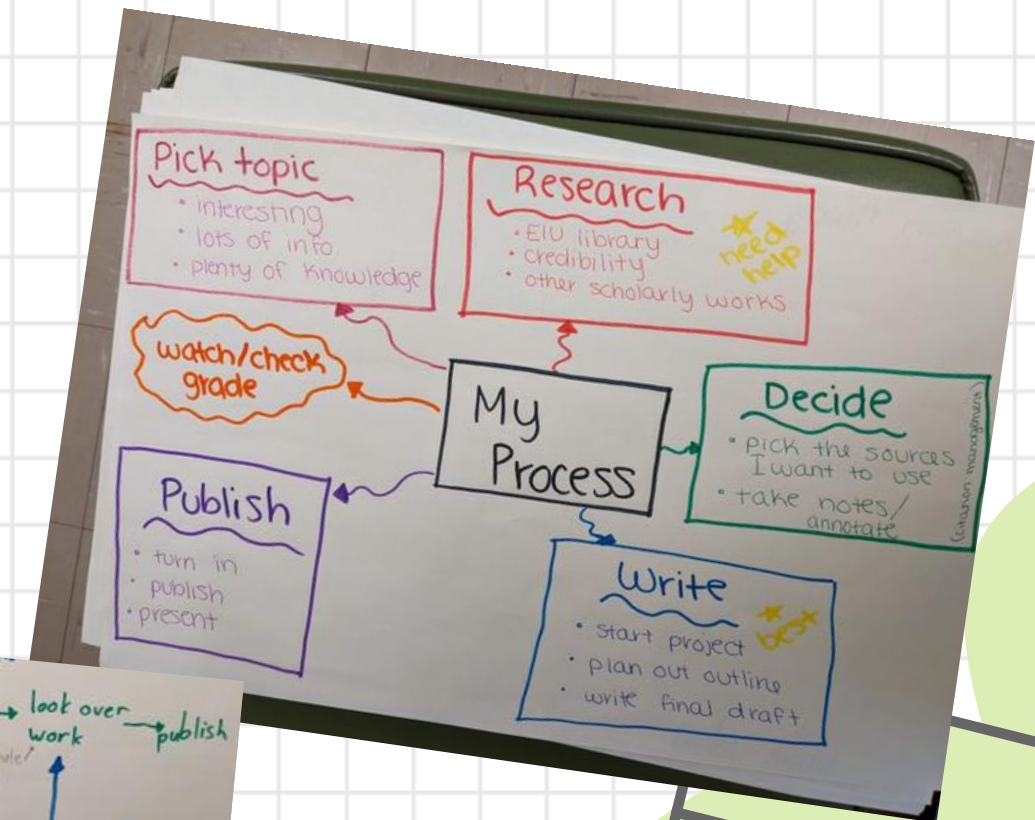 Pick topic
• interesting
• lots of info
• plenty of knowledge
Research
• EIU library
• credibility
• other scholarly works
need
help
watch/check
grade
My
Process
Decide
• pick the sources
I want to use
• take notes/
annotate
(citation management)
Publish
• turn in
• publish
• present
Write
• start project
• plan out outline
• write final draft
best
look over
work
publish